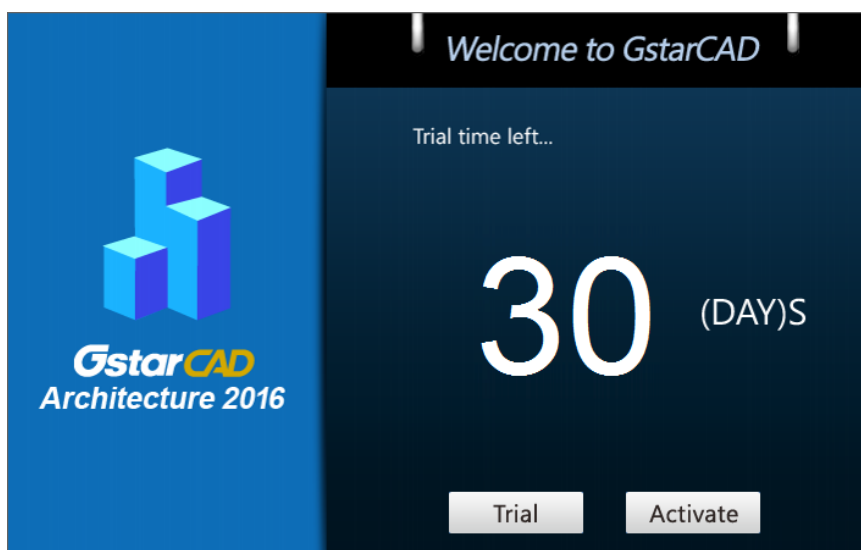 Welcome to GstarCAD
Trial time left...
30 (DAY)S
GstarCAD
Architecture 2016
Trial Activate